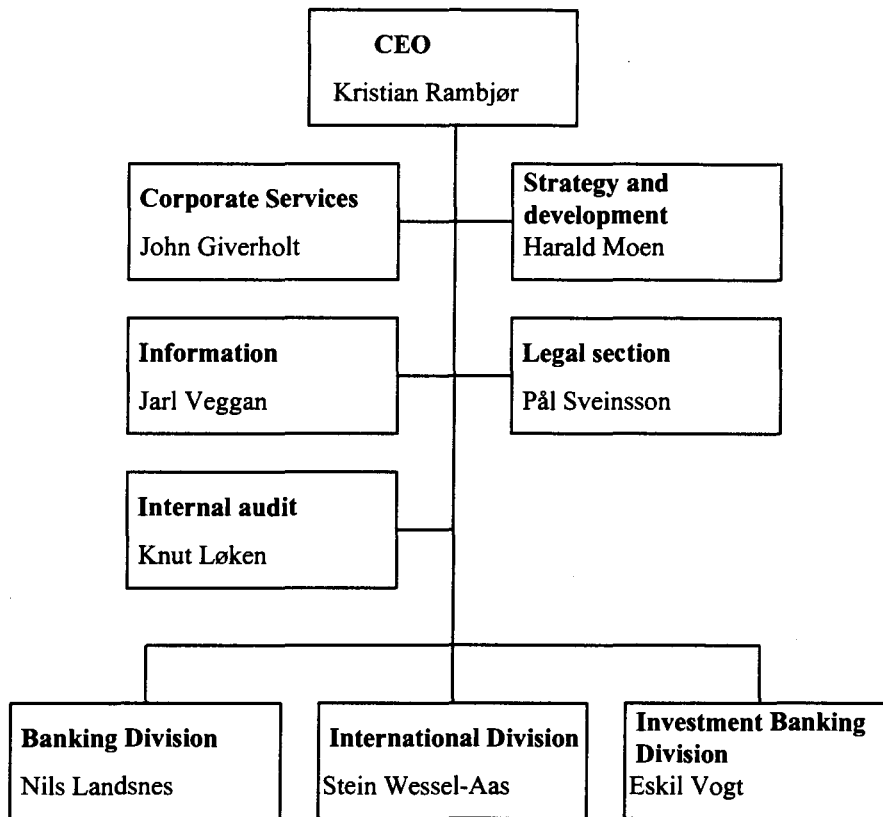 CEO
Kristian Rambjør
Corporate Services
John Giverholt
Strategy and
development
Harald Moen
Information
Jarl Veggan
Legal section
Pål Sveinsson
Internal audit
Knut Løken
Banking Division
Nils Landsnes
International Division
Stein Wessel-Aas
Investment Banking
Division
Eskil Vogt